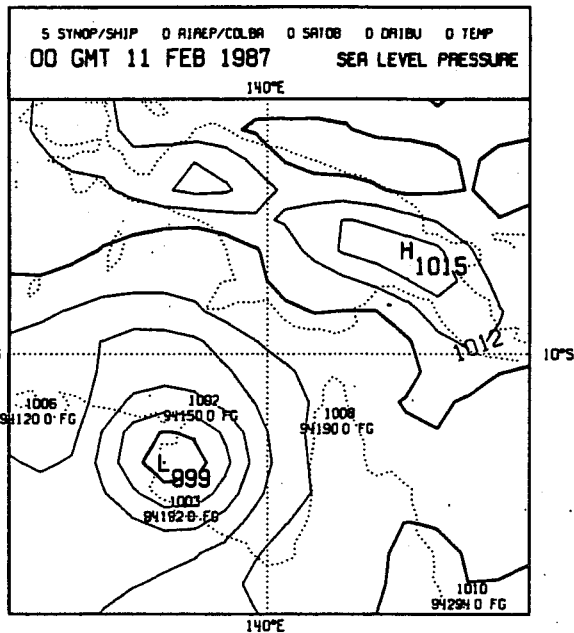 5 SYNOP/SHIP 0 AIREP/COLBA 0 SATOB 0 DRIBU 0 TEMP
00 GMT 11 FEB 1987 SEA LEVEL PRESSURE
140°E
H 1015
1012
10°S
1006
94120 0 FG
1002
94150 0 FG
1008
94190 0 FG
L 999
1003
94182 0 FG
1010
94294 0 FG
140°E